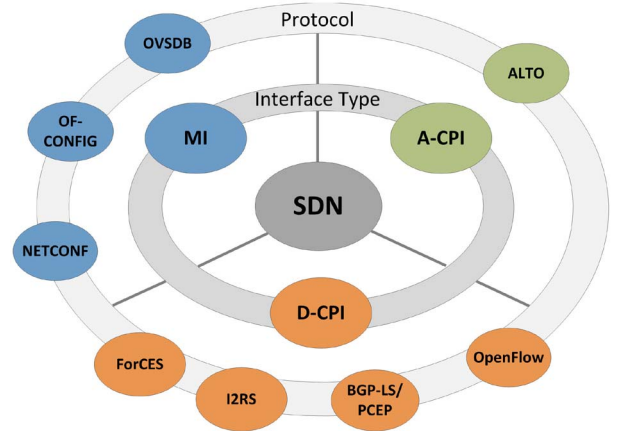 Protocol
OVSDB
ALTO
Interface Type
OF-
CONFIG
MI
A-CPI
SDN
NETCONF
D-CPI
ForCES
OpenFlow
I2RS
BGP-LS/
PCEP